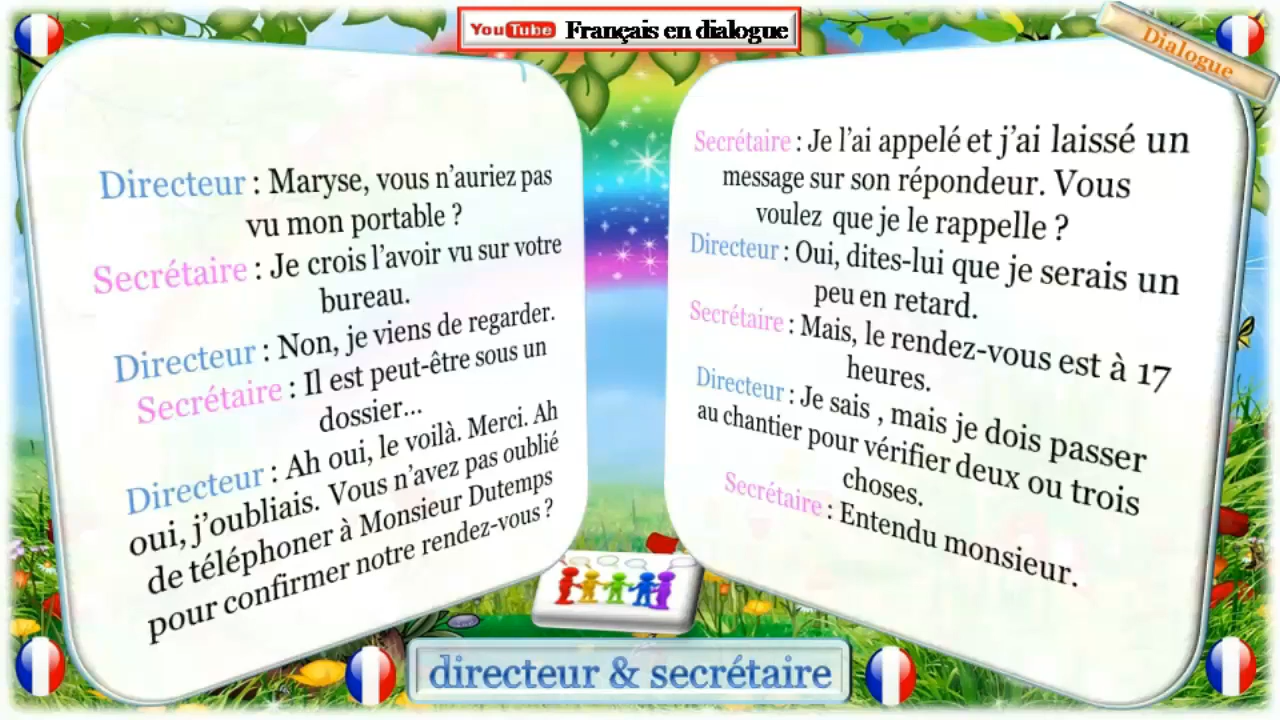 YouTube Français en dialogue
Dialogue
Directeur : Maryse, vous n'auriez pas
vu mon portable ?
Secrétaire : Je crois l'avoir vu sur votre
bureau.
Directeur : Non, je viens de regarder.
Secrétaire : Il est peut-être sous un
dossier...
Directeur : Ah oui, le voilà. Merci. Ah
oui, j'oubliais. Vous n'avez pas oublié
de téléphoner à Monsieur Dutemps
pour confirmer notre rendez-vous ?
Secrétaire : Je l'ai appelé et j'ai laissé un
message sur son répondeur. Vous
voulez que je le rappelle ?
Directeur : Oui, dites-lui que je serais un
peu en retard.
Secrétaire : Mais, le rendez-vous est à 17
heures.
Directeur : Je sais , mais je dois passer
au chantier pour vérifier deux ou trois
choses.
Secrétaire : Entendu monsieur.
directeur & secrétaire